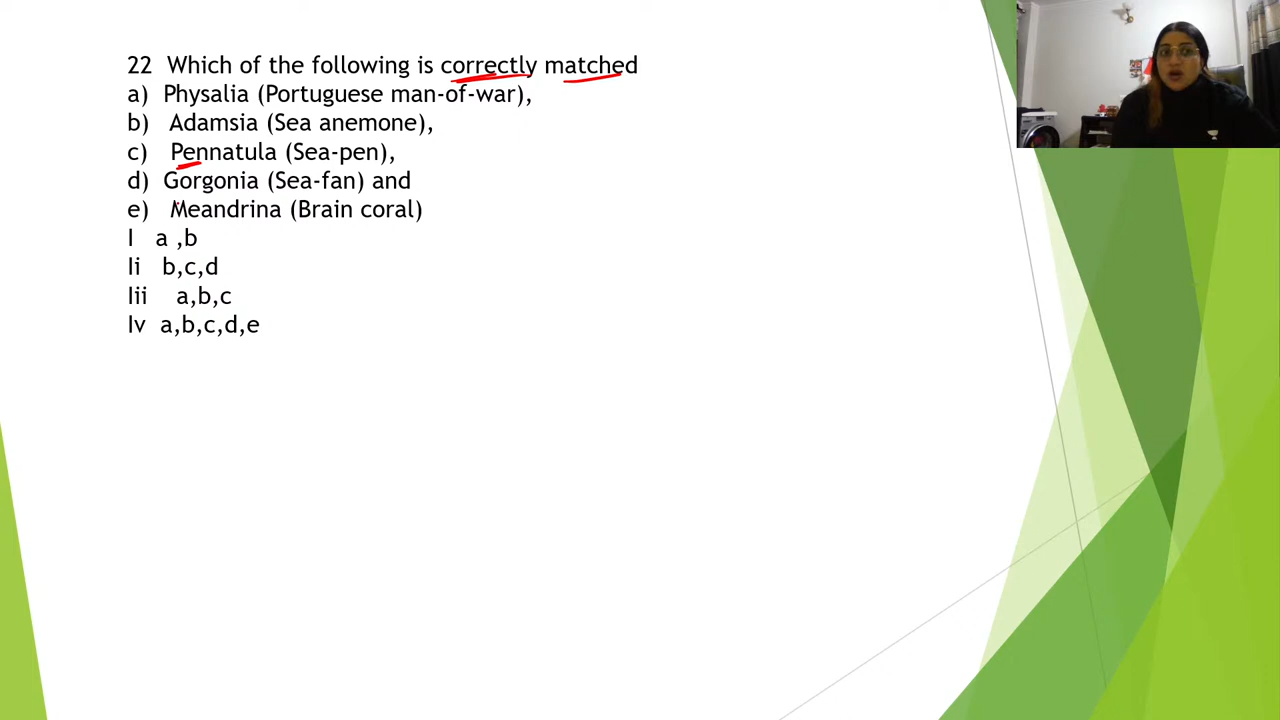 22 Which of the following is correctly matched
a) Physalia (Portuguese man-of-war),
b) Adamsia (Sea anemone),
c) Pennatula (Sea-pen),
d) Gorgonia (Sea-fan) and
e) Meandrina (Brain coral)
I a ,b
Ii b,c,d
Iii a,b,c
Iv a,b,c,d,e